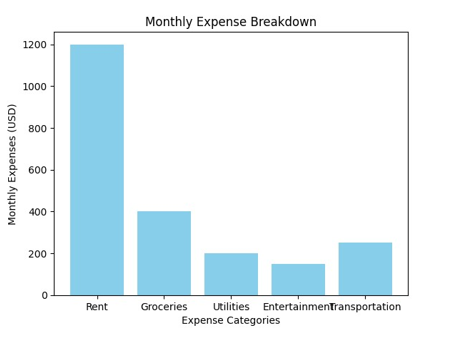 Monthly Expense Breakdown
1200
1000
800
600
400
200
0
Monthly Expenses (USD)
Rent Groceries Utilities Entertainment Transportation
Expense Categories